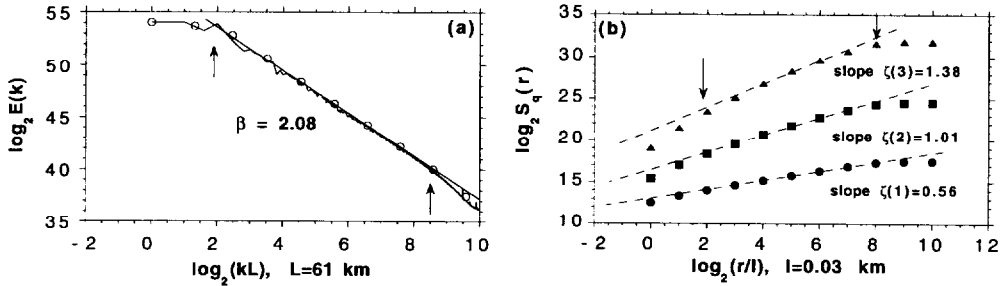 (a)
log₂ E(k)
55
50
45
40
35
β = 2.08
-2 0 2 4 6 8 10
log₂(kL), L=61 km
(b)
log₂ S_q(r)
35
30
25
20
15
10
slope ζ(3)=1.38
slope ζ(2)=1.01
slope ζ(1)=0.56
-2 0 2 4 6 8 10 12
log₂(r/l), l=0.03 km